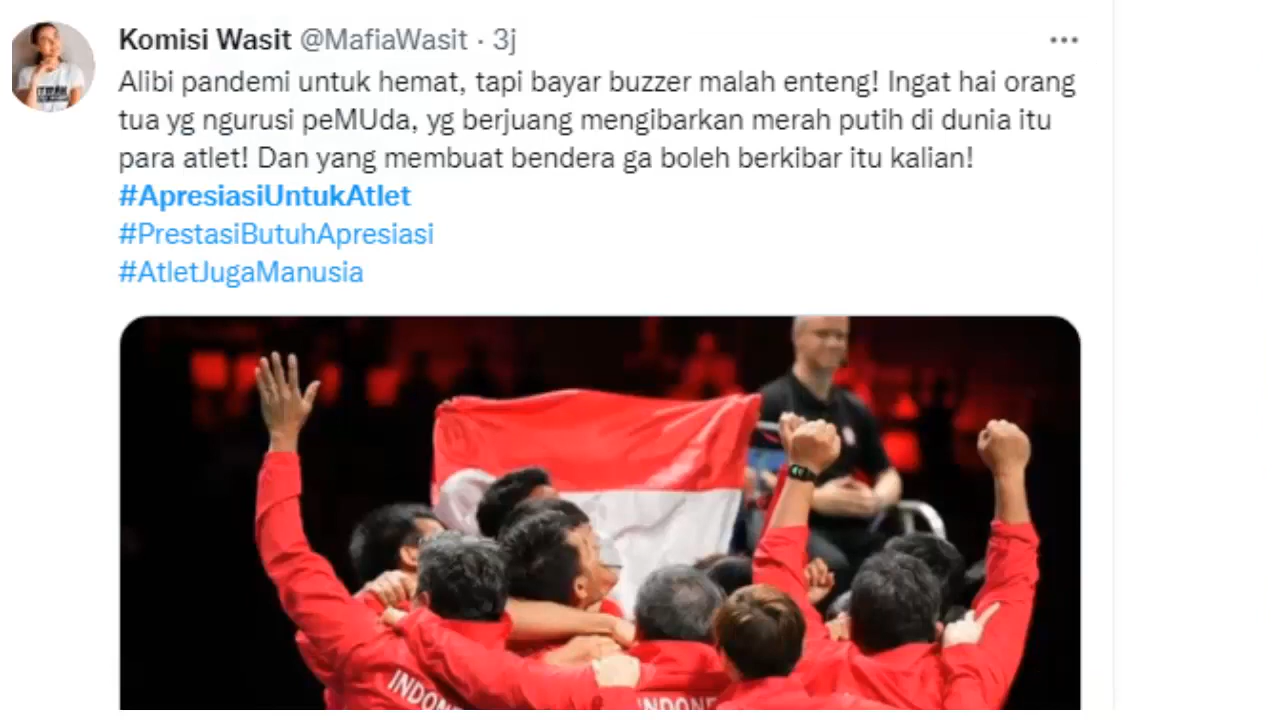 Komisi Wasit @MafiaWasit · 3j
Alibi pandemi untuk hemat, tapi bayar buzzer malah enteng! Ingat hai orang
tua yg ngurusi peMUda, yg berjuang mengibarkan merah putih di dunia itu
para atlet! Dan yang membuat bendera ga boleh berkibar itu kalian!
#ApresiasiUntukAtlet
#PrestasiButuhApresiasi
#AtletJugaManusia